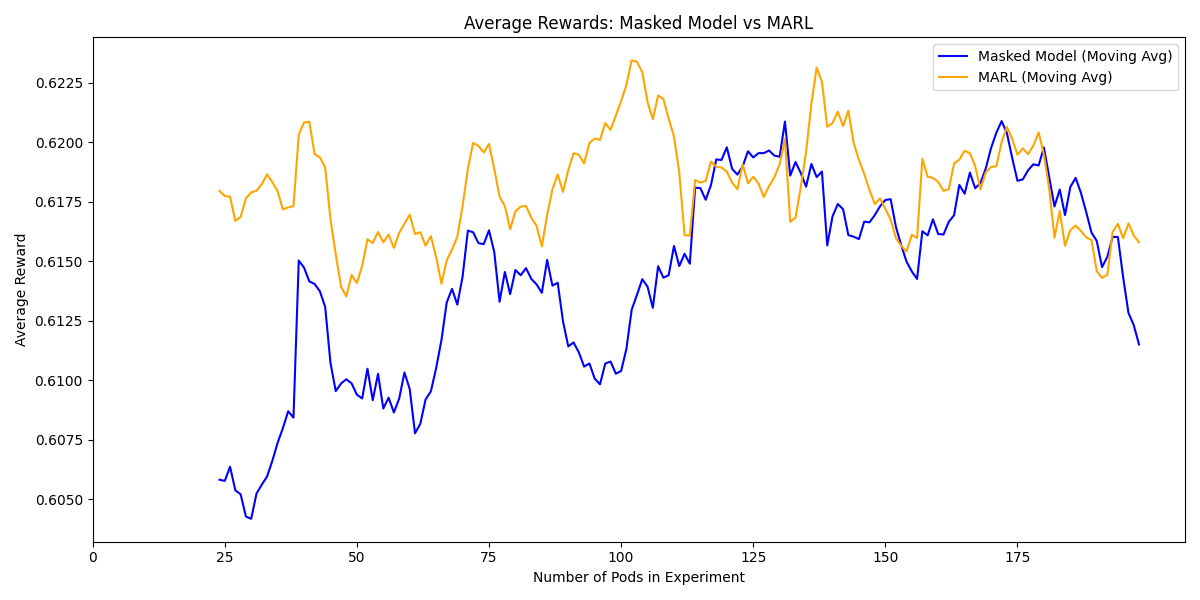 Average Rewards: Masked Model vs MARL
Masked Model (Moving Avg)
MARL (Moving Avg)
Average Reward
0.6225
0.6200
0.6175
0.6150
0.6125
0.6100
0.6075
0.6050
0 25 50 75 100 125 150 175
Number of Pods in Experiment